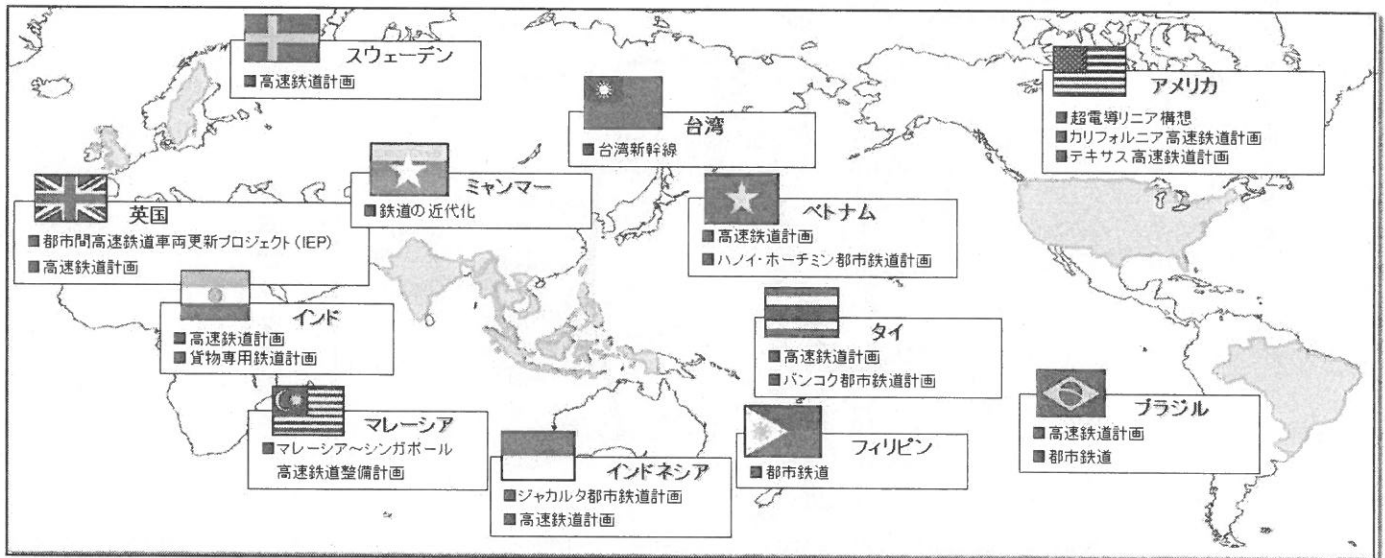 スウェーデン
■高速鉄道計画
アメリカ
■超電導リニア構想
■カリフォルニア高速鉄道計画
■テキサス高速鉄道計画
台湾
■台湾新幹線
ミャンマー
■鉄道の近代化
英国
■都市間高速鉄道車両更新プロジェクト(IEP)
■高速鉄道計画
ベトナム
■高速鉄道計画
■ハノイ・ホーチミン都市鉄道計画
インド
■高速鉄道計画
■貨物専用鉄道計画
タイ
■高速鉄道計画
■バンコク都市鉄道計画
マレーシア
■マレーシア~シンガポール
高速鉄道整備計画
インドネシア
■ジャカルタ都市鉄道計画
■高速鉄道計画
フィリピン
■都市鉄道
ブラジル
■高速鉄道計画
■都市鉄道